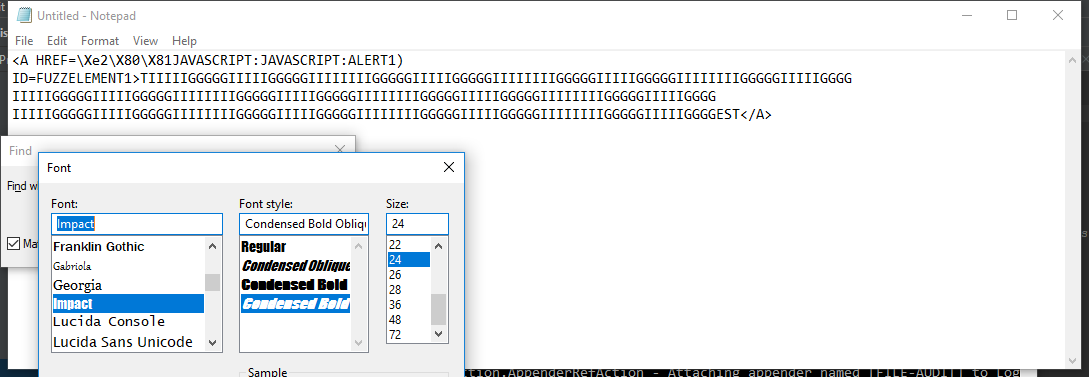 Untitled - Notepad
File Edit Format View Help
<A HREF=\Xe2\X80\X81JAVASCRIPT:JAVASCRIPT:ALERT1)
ID=FUZZELEMENT1>TIIIIIGGGGGIIIIIGGGGGIIIIIIIIGGGGGIIIIIGGGGGIIIIIIIIGGGGGIIIIIGGGGGIIIIIIIIGGGGGIIIIIGGGG
IIIIIGGGGGIIIIIGGGGGIIIIIIIIGGGGGIIIIIGGGGGIIIIIIIIGGGGGIIIIIGGGGGIIIIIIIIGGGGGIIIIIGGGG
IIIIIGGGGGIIIIIGGGGGIIIIIIIIGGGGGIIIIIGGGGGIIIIIIIIGGGGGIIIIIGGGGGIIIIIIIIGGGGGIIIIIGGGGEST</A>
Find
Font
Find w
Font: Font style: Size:
Impact Condensed Bold Obliqu 24
Ma
Franklin Gothic
Gabriola
Georgia
Impact
Lucida Console
Lucida Sans Unicode
Regular
Condensed Oblique
Condensed Bold
Condensed Bold
22
24
26
28
36
48
72
Sample
tion.AppenderRefAction - Attaching appender named [FILE-AUDIT] to Log